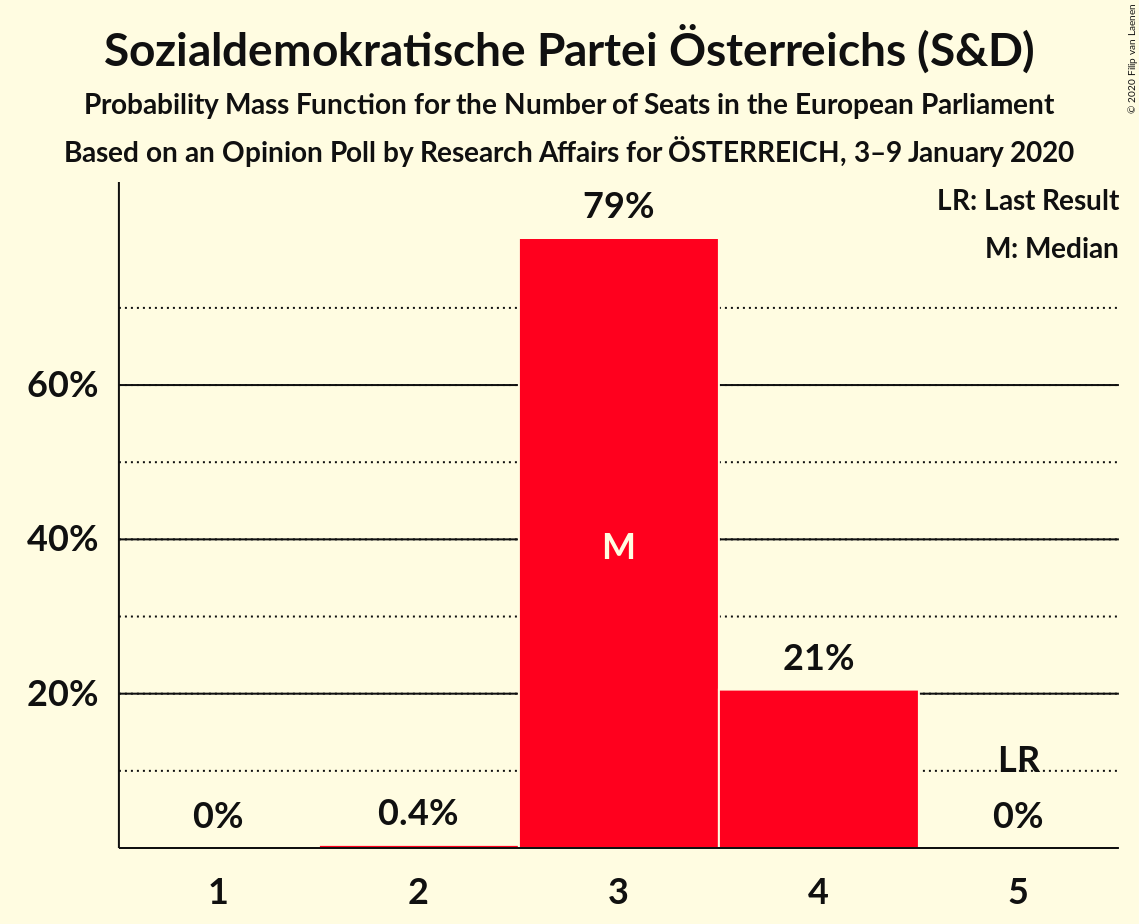 Sozialdemokratische Partei Österreichs (S&D)
Probability Mass Function for the Number of Seats in the European Parliament
Based on an Opinion Poll by Research Affairs for ÖSTERREICH, 3–9 January 2020
© 2020 Filip van Laenen
LR: Last Result
M: Median
79%
60%
40%
M
21%
20%
LR
0%
0.4%
0%
1
2
3
4
5